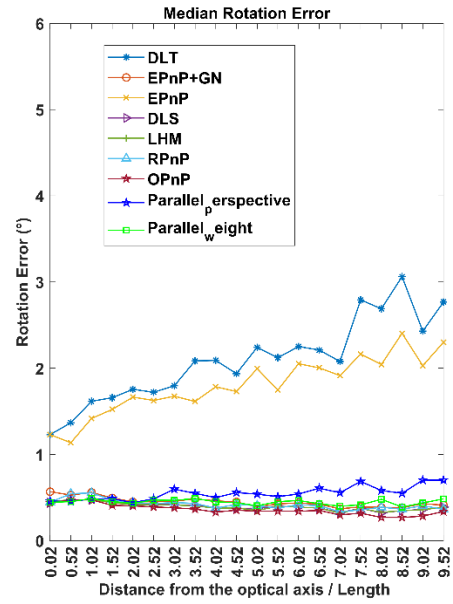 Median Rotation Error
6
5
4
3
2
1
0
Rotation Error (°)
DLT
EPnP+GN
EPnP
DLS
LHM
RPnP
OPnP
Parallel_perspective
Parallel_weight
0.02
0.52
1.02
1.52
2.02
2.52
3.02
3.52
4.02
4.52
5.02
5.52
6.02
6.52
7.02
7.52
8.02
8.52
9.02
9.52
Distance from the optical axis / Length